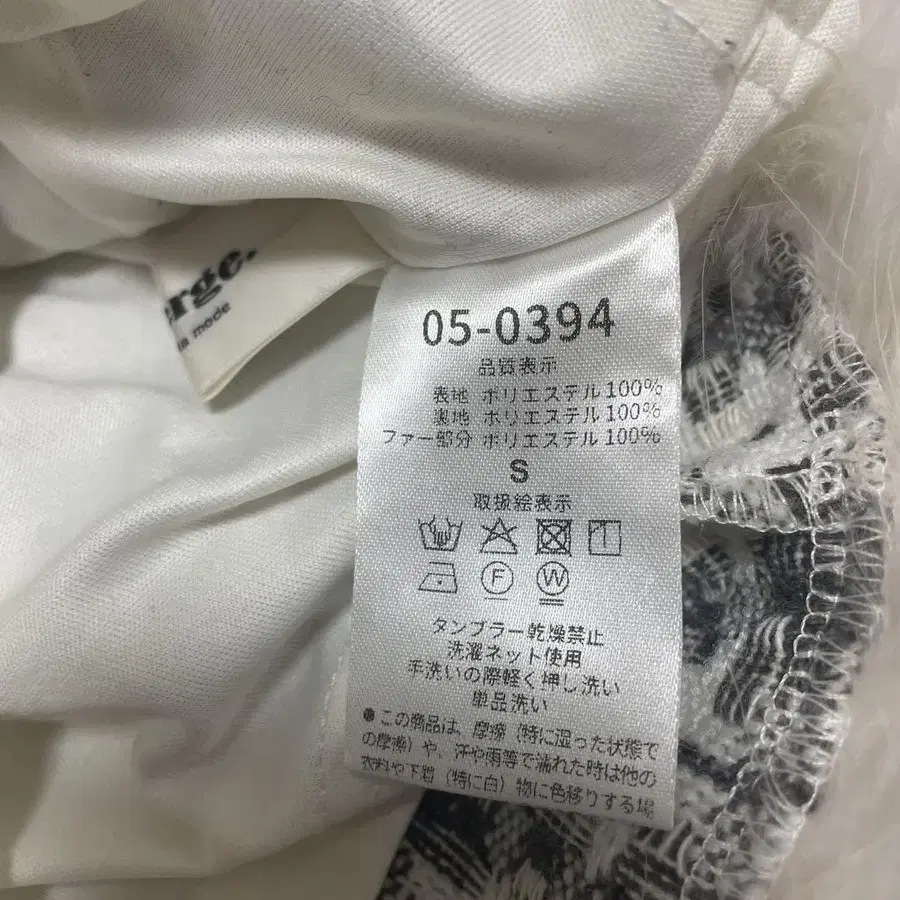 erge.
mode
05-0394
品質表示
表地 ポリエステル100%
裏地 ポリエステル100%
ファー部分 ポリエステル100%
S
取扱絵表示
F
W
タンブラー乾燥禁止
洗濯ネット使用
手洗いの際軽く押し洗い
単品洗い
●この商品は、摩擦(特に湿った状態で
の摩擦)や、汗や雨等で濡れた時は他の
衣料や下着(特に白)物に色移りする場